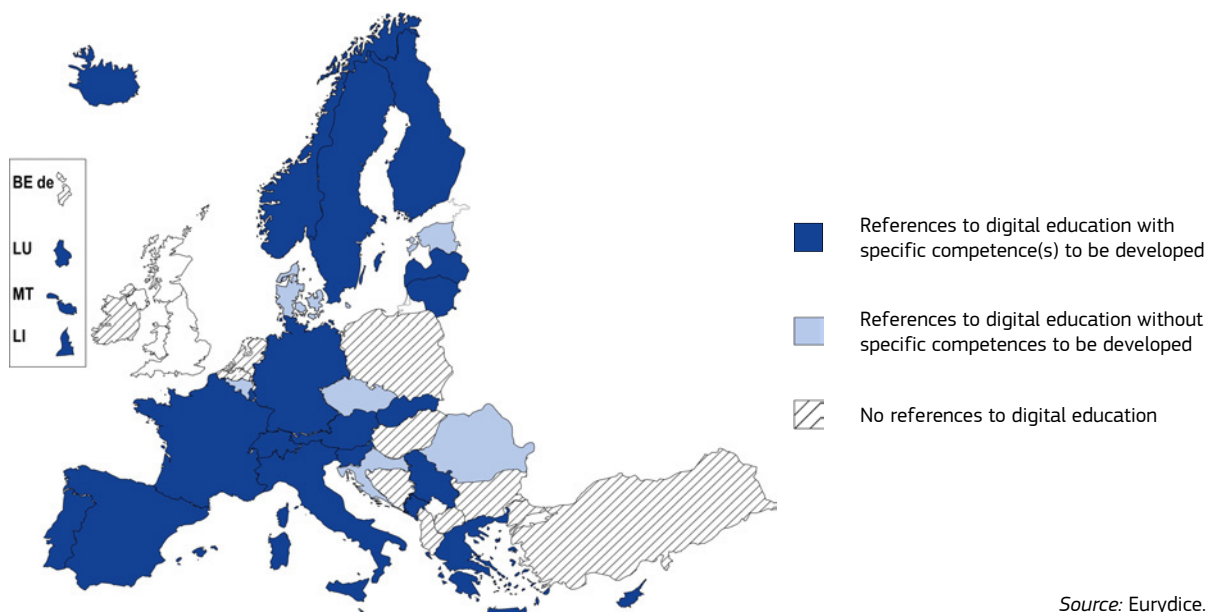 BE de
LU
MT
LI
References to digital education with
specific competence(s) to be developed
References to digital education without
specific competences to be developed
No references to digital education
Source: Eurydice.